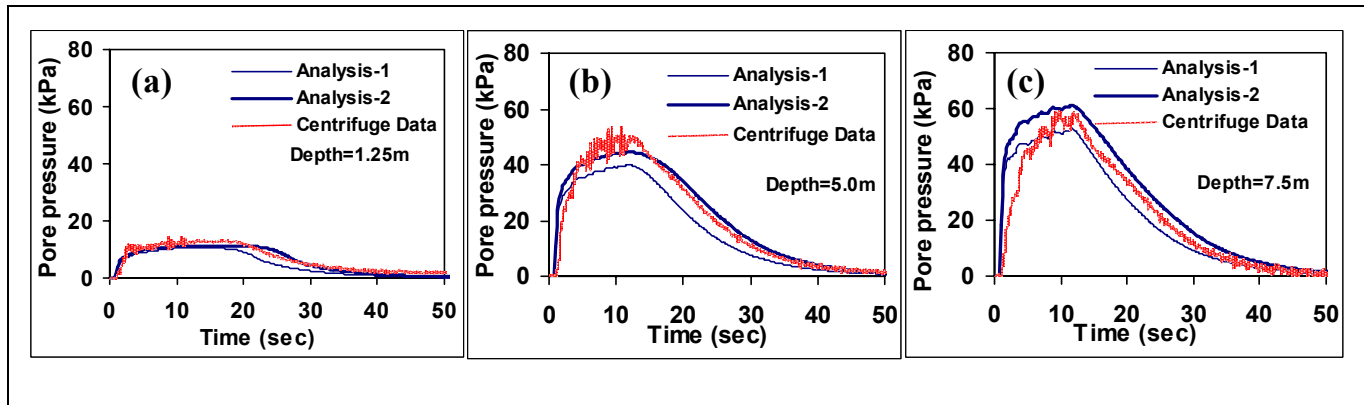 80
60
40
20
0
Pore pressure (kPa)
(a)
Analysis-1
Analysis-2
Centrifuge Data
Depth=1.25m
0 10 20 30 40 50
Time (sec)
80
60
40
20
0
Pore pressure (kPa)
(b)
Analysis-1
Analysis-2
Centrifuge Data
Depth=5.0m
0 10 20 30 40 50
Time (sec)
80
60
40
20
0
Pore pressure (kPa)
(c)
Analysis-1
Analysis-2
Centrifuge Data
Depth=7.5m
0 10 20 30 40 50
Time (sec)